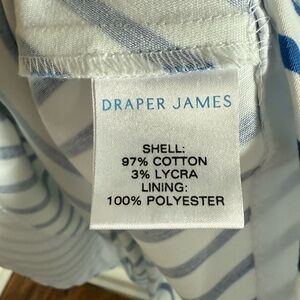 DRAPER JAMES
SHELL:
97% COTTON
3% LYCRA
LINING:
100% POLYESTER